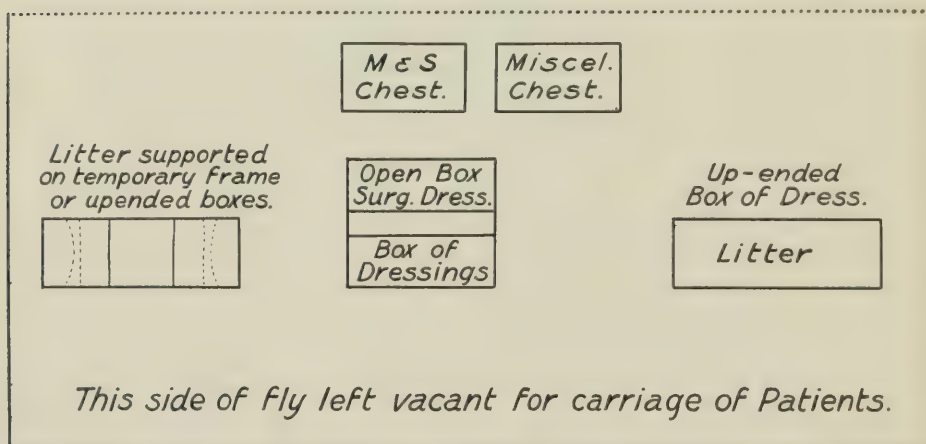 M & S
Chest.
Miscel.
Chest.
Litter supported
on temporary frame
or upended boxes.
Open Box
Surg. Dress.
Box of
Dressings
Up-ended
Box of Dress.
Litter
This side of fly left vacant for carriage of Patients.